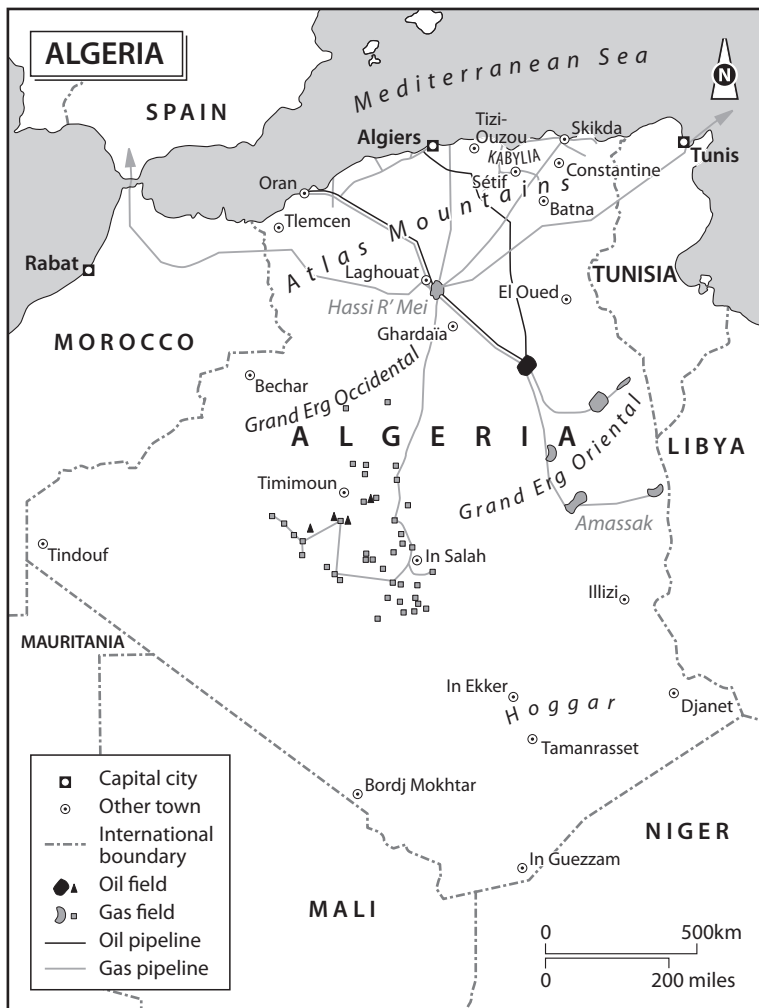 ALGERIA
Mediterranean Sea
N
SPAIN
Algiers
Tizi-
Ouzou
Skikda
KABYLIA
Tunis
Constantine
Sétif
Oran
Batna
Tlemcen
Atlas Mountains
Rabat
Laghouat
TUNISIA
El Oued
Hassi R' Mei
Ghardaïa
MOROCCO
Bechar
Grand Erg Occidental
ALGERIA
LIBYA
Grand Erg Oriental
Timimoun
Amassak
Tindouf
In Salah
Illizi
MAURITANIA
In Ekker
Hoggar
Djanet
Tamanrasset
Bordj Mokhtar
NIGER
In Guezzam
MALI
Capital city
Other town
International
boundary
Oil field
Gas field
Oil pipeline
Gas pipeline
0 500km
0 200 miles